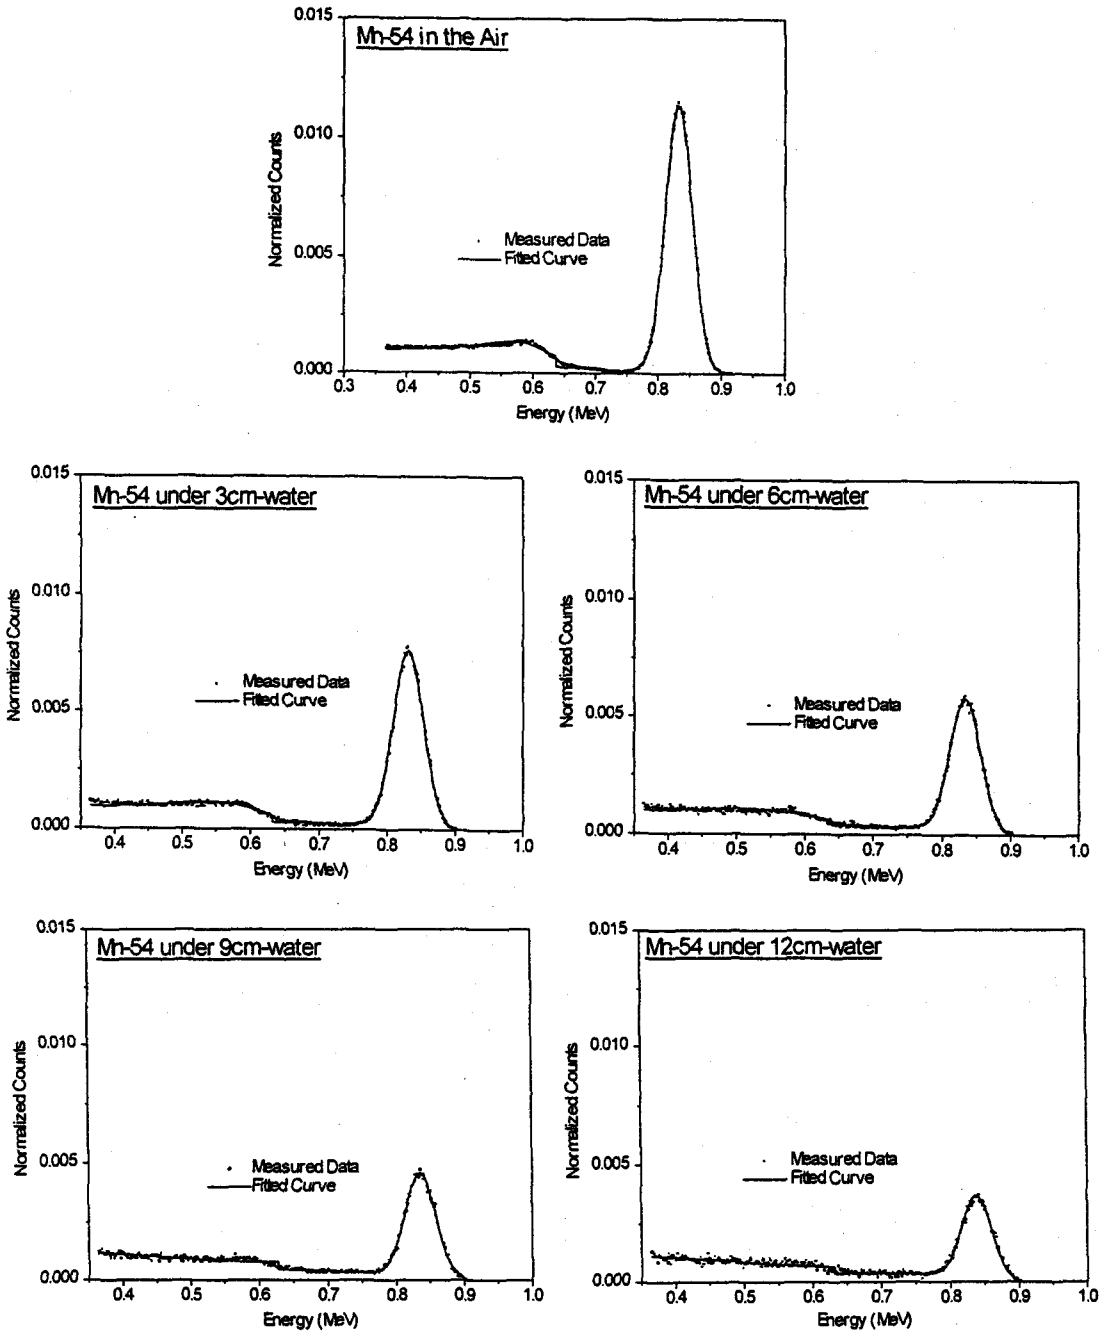 Mn-54 in the Air
0.015
0.010
0.005
0.000
Normalized Counts
Measured Data
Fitted Curve
0.3 0.4 0.5 0.6 0.7 0.8 0.9 1.0
Energy (MeV)
Mn-54 under 3cm-water
0.015
0.010
0.005
0.000
Normalized Counts
Measured Data
Fitted Curve
0.4 0.5 0.6 0.7 0.8 0.9 1.0
Energy (MeV)
Mn-54 under 6cm-water
0.015
0.010
0.005
0.000
Normalized Counts
Measured Data
Fitted Curve
0.4 0.5 0.6 0.7 0.8 0.9 1.0
Energy (MeV)
Mn-54 under 9cm-water
0.015
0.010
0.005
0.000
Normalized Counts
Measured Data
Fitted Curve
0.4 0.5 0.6 0.7 0.8 0.9 1.0
Energy (MeV)
Mn-54 under 12cm-water
0.015
0.010
0.005
0.000
Normalized Counts
Measured Data
Fitted Curve
0.4 0.5 0.6 0.7 0.8 0.9 1.0
Energy (MeV)